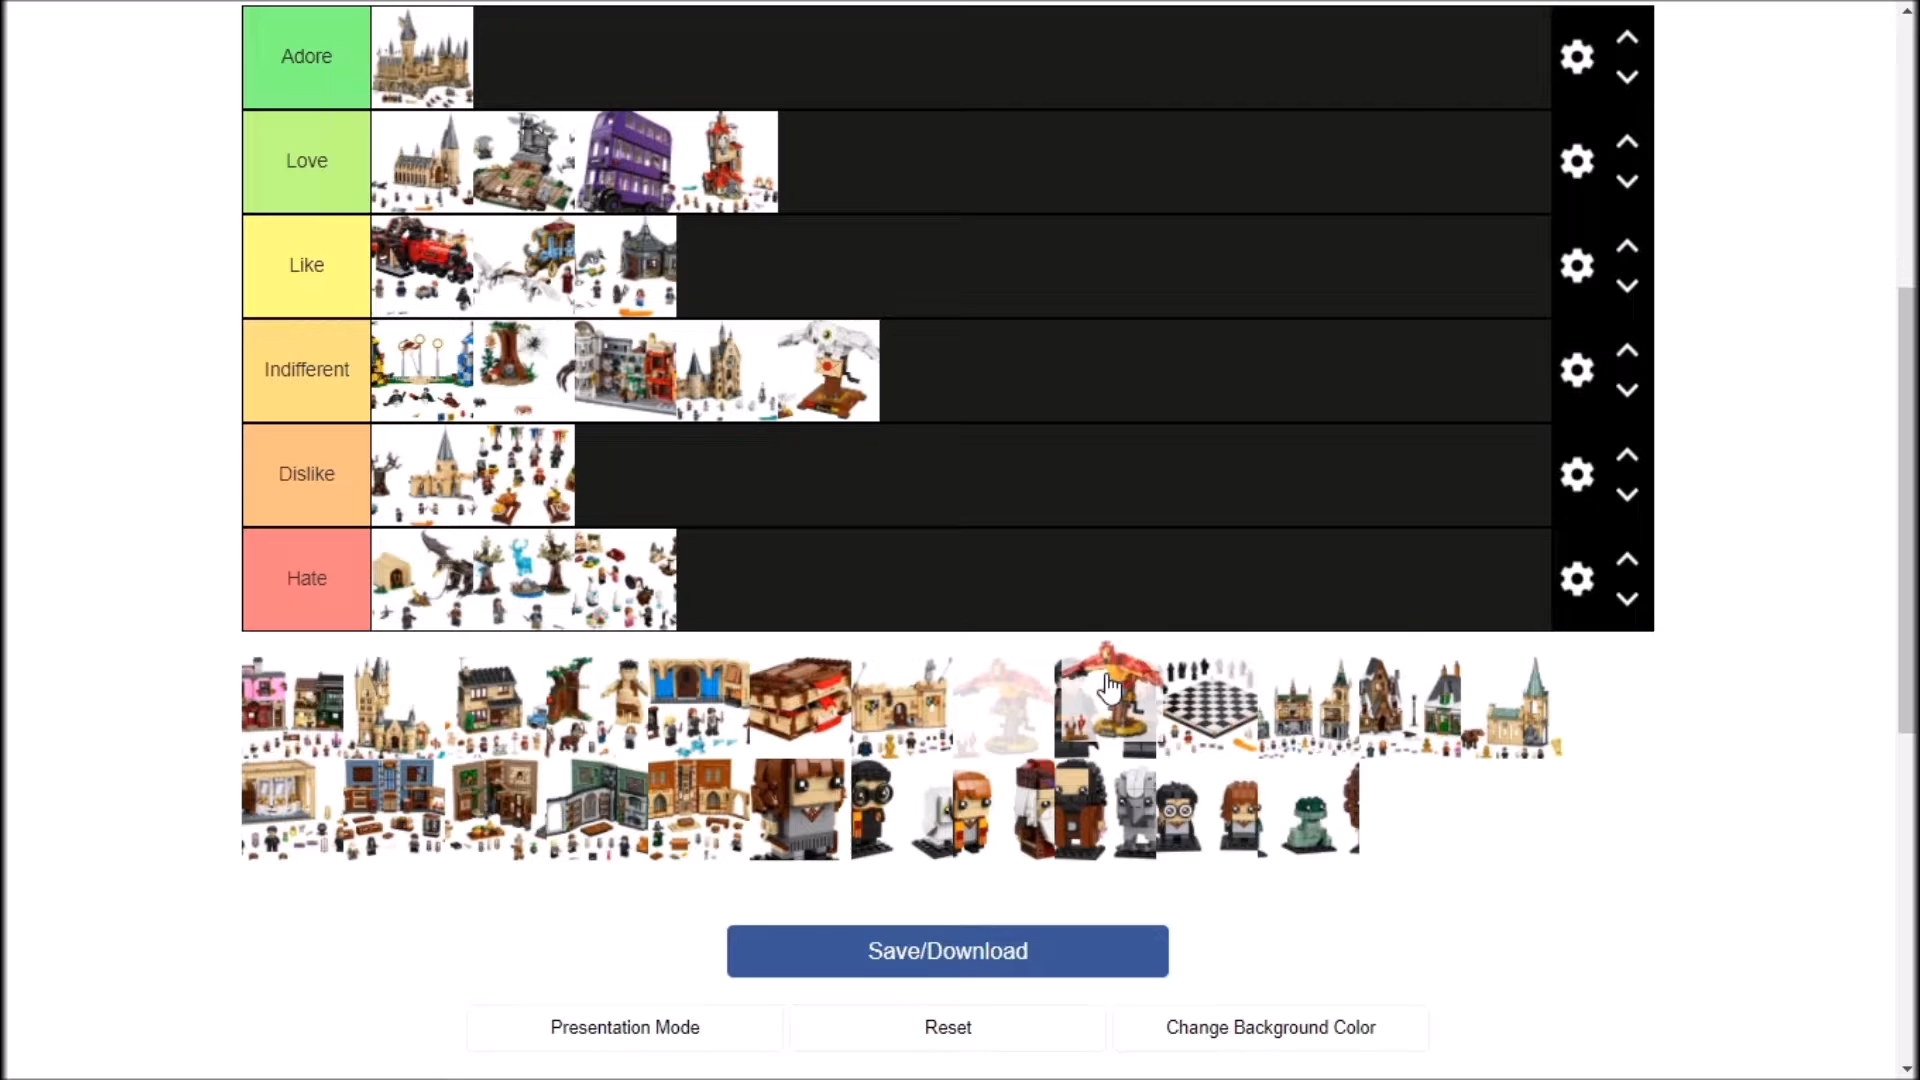 Adore
Love
Like
Indifferent
Dislike
Hate
Save/Download
Presentation Mode
Reset
Change Background Color